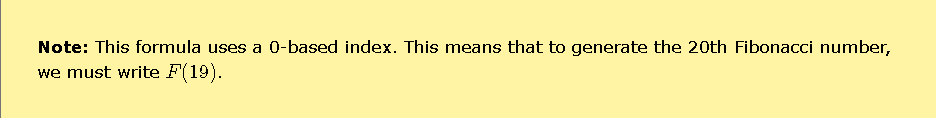 Note: This formula uses a 0-based index. This means that to generate the 20th Fibonacci number,
we must write F(19).